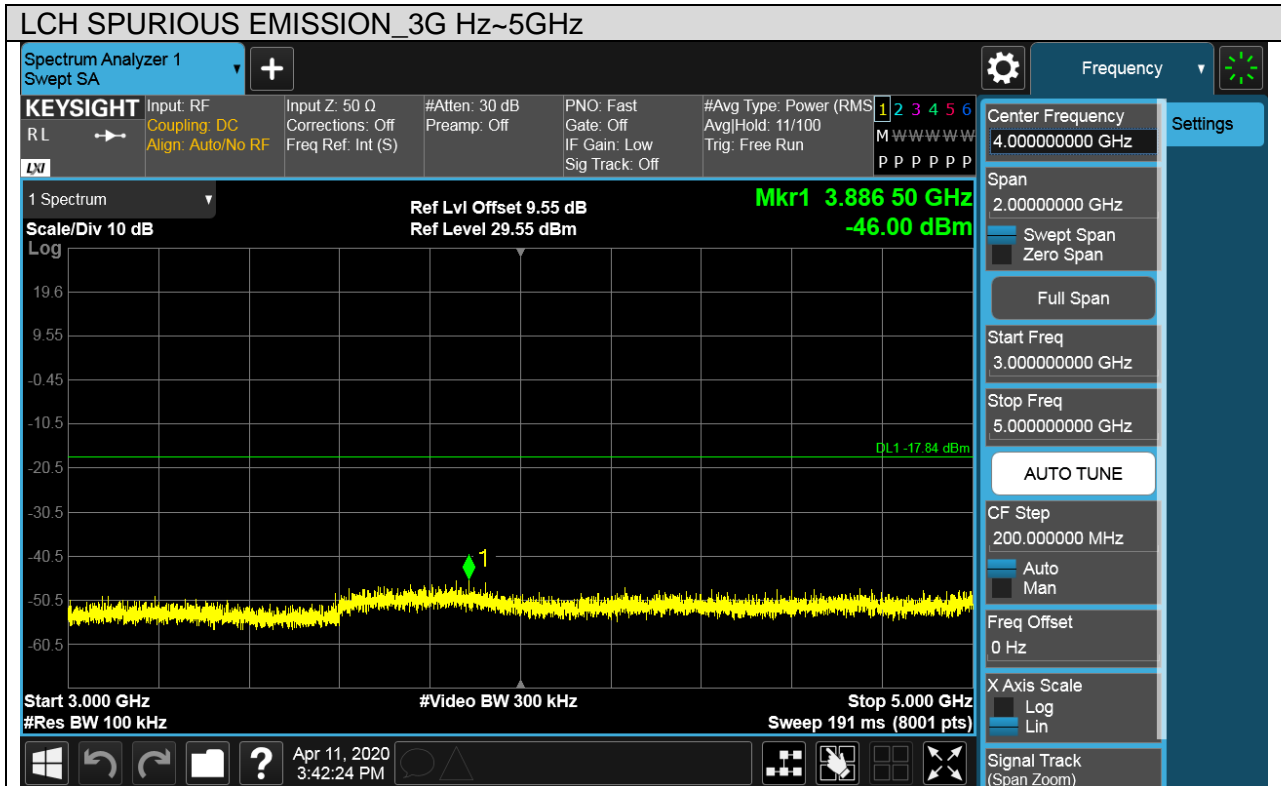 LCH SPURIOUS EMISSION_3G Hz~5GHz
Spectrum Analyzer 1
Swept SA
+
Frequency
KEYSIGHT
RL
LXI
Input: RF
Coupling: DC
Align: Auto/No RF
Input Z: 50 Ω
Corrections: Off
Freq Ref: Int (S)
#Atten: 30 dB
Preamp: Off
PNO: Fast
Gate: Off
IF Gain: Low
Sig Track: Off
#Avg Type: Power (RMS
Avg|Hold: 11/100
Trig: Free Run
1 2 3 4 5 6
M W W W W W
P P P P P P
1 Spectrum
Scale/Div 10 dB
Log
Ref Lvl Offset 9.55 dB
Ref Level 29.55 dBm
Mkr1 3.886 50 GHz
-46.00 dBm
19.6
9.55
-0.45
-10.5
DL1 -17.84 dBm
-20.5
-30.5
-40.5
1
-50.5
-60.5
Start 3.000 GHz
#Res BW 100 kHz
#Video BW 300 kHz
Stop 5.000 GHz
Sweep 191 ms (8001 pts)
?
Apr 11, 2020
3:42:24 PM
Center Frequency
4.000000000 GHz
Span
2.00000000 GHz
Swept Span
Zero Span
Full Span
Start Freq
3.000000000 GHz
Stop Freq
5.000000000 GHz
AUTO TUNE
CF Step
200.000000 MHz
Auto
Man
Freq Offset
0 Hz
X Axis Scale
Log
Lin
Signal Track
(Span Zoom)
Settings